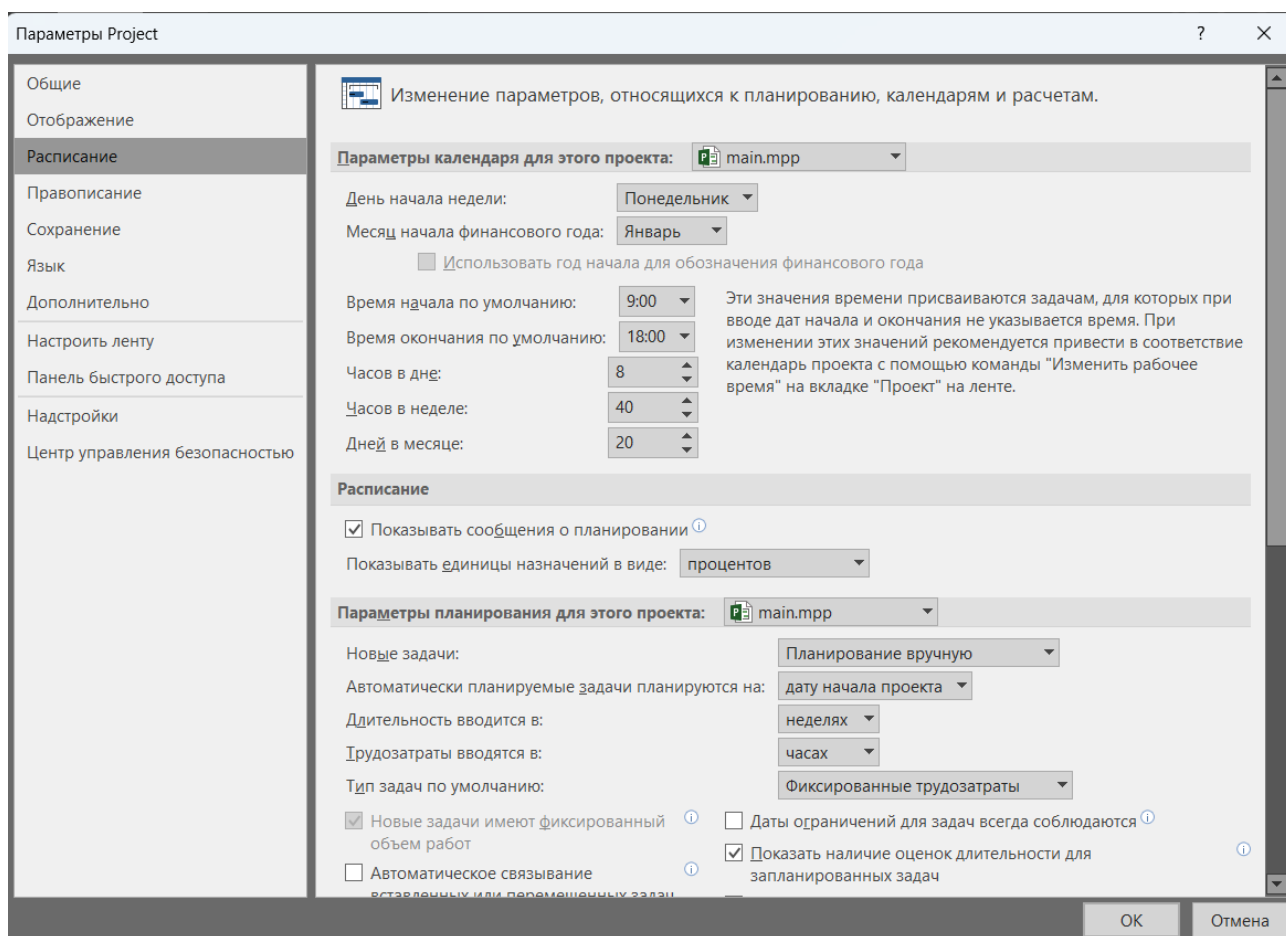 Параметры Project
?
Общие
Отображение
Расписание
Правописание
Сохранение
Язык
Дополнительно
Настроить ленту
Панель быстрого доступа
Надстройки
Центр управления безопасностью
Изменение параметров, относящихся к планированию, календарям и расчетам.
Параметры календаря для этого проекта: main.mpp
День начала недели: Понедельник
Месяц начала финансового года: Январь
Использовать год начала для обозначения финансового года
Время начала по умолчанию: 9:00
Время окончания по умолчанию: 18:00
Часов в дне: 8
Часов в неделе: 40
Дней в месяце: 20
Эти значения времени присваиваются задачам, для которых при
вводе дат начала и окончания не указывается время. При
изменении этих значений рекомендуется привести в соответствие
календарь проекта с помощью команды "Изменить рабочее
время" на вкладке "Проект" на ленте.
Расписание
Показывать сообщения о планировании
Показывать единицы назначений в виде: процентов
Параметры планирования для этого проекта: main.mpp
Новые задачи: Планирование вручную
Автоматически планируемые задачи планируются на: дату начала проекта
Длительность вводится в: неделях
Трудозатраты вводятся в: часах
Тип задач по умолчанию: Фиксированные трудозатраты
Новые задачи имеют фиксированный
объем работ
Автоматическое связывание
вставленных или перемещенных задач
Даты ограничений для задач всегда соблюдаются
Показать наличие оценок длительности для
запланированных задач
ОК
Отмена